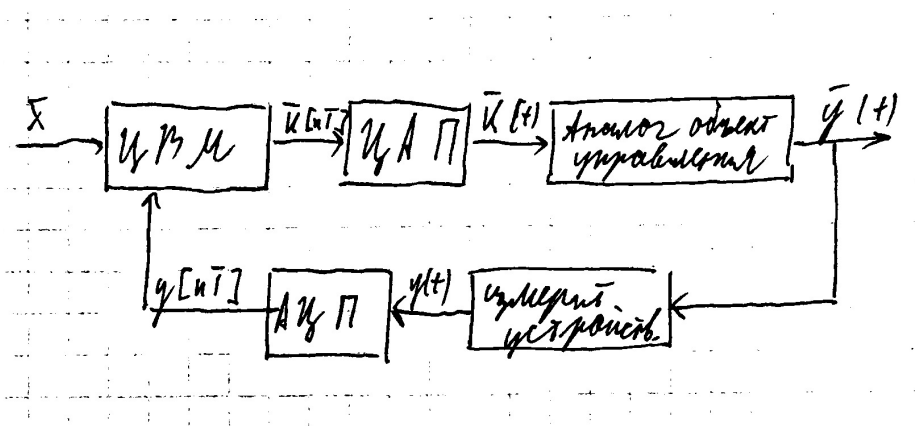 X̄
ЦВМ
ū[nT]
ЦАП
ū(t)
Аналог объект
управления
ȳ(t)
y[nT]
АЦП
y(t)
измерит
устройств.